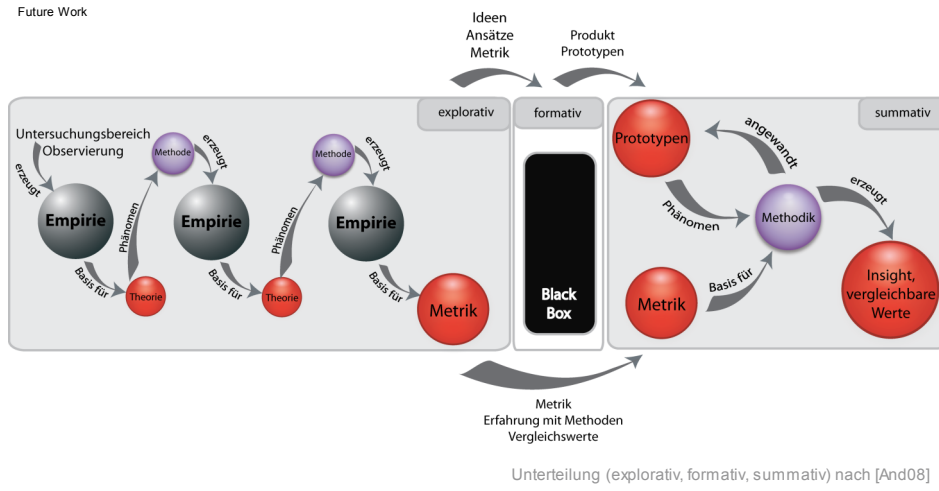 Future Work
Ideen
Ansätze
Metrik
Produkt
Prototypen
explorativ
formativ
summativ
Untersuchungsbereich
Observierung
erzeugt
Empirie
Basis für
Theorie
Phänomen
Methode
erzeugt
Empirie
Basis für
Theorie
Phänomen
Methode
erzeugt
Empirie
Basis für
Metrik
Black
Box
Prototypen
angewandt
Phänomen
Methodik
erzeugt
Metrik
Basis für
Insight,
vergleichbare
Werte
Metrik
Erfahrung mit Methoden
Vergleichswerte
Unterteilung (explorativ, formativ, summativ) nach [And08]